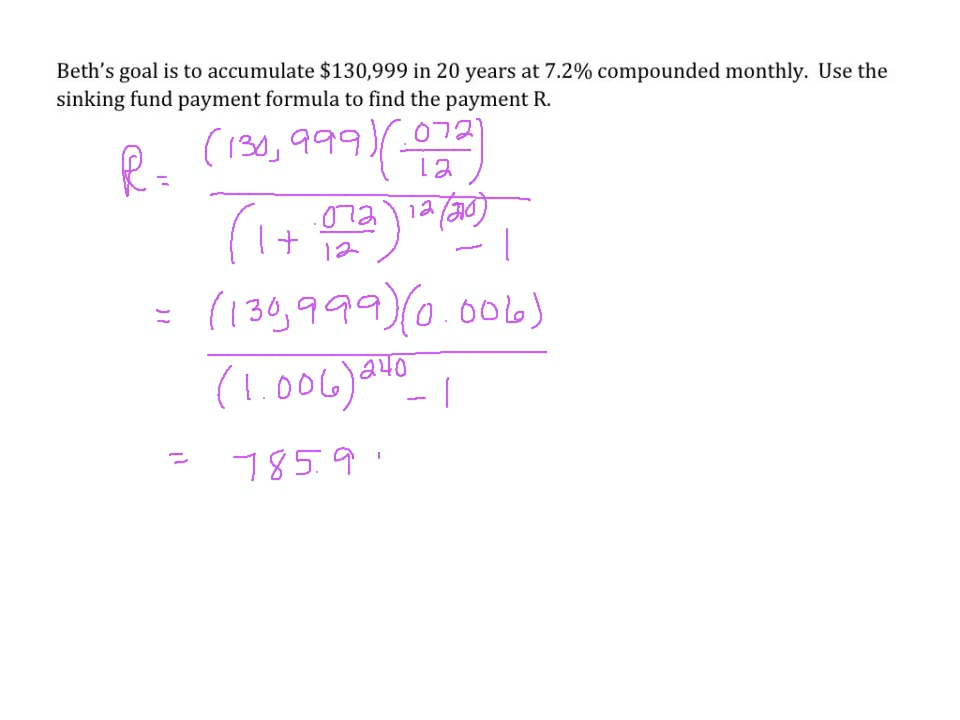 Beth's goal is to accumulate $130,999 in 20 years at 7.2% compounded monthly. Use the
sinking fund payment formula to find the payment R.
R = (130,999)(.072/12)
(1 + .072/12)^12(20) - 1
= (130,999)(0.006)
(1.006)^240 - 1
= 785.9